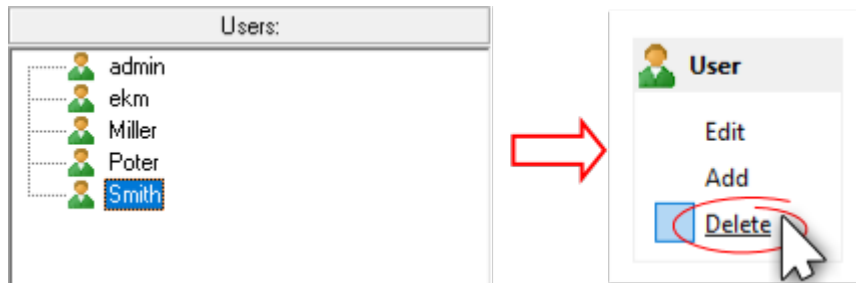 Users:
admin
ekm
Miller
Poter
Smith
User
Edit
Add
Delete